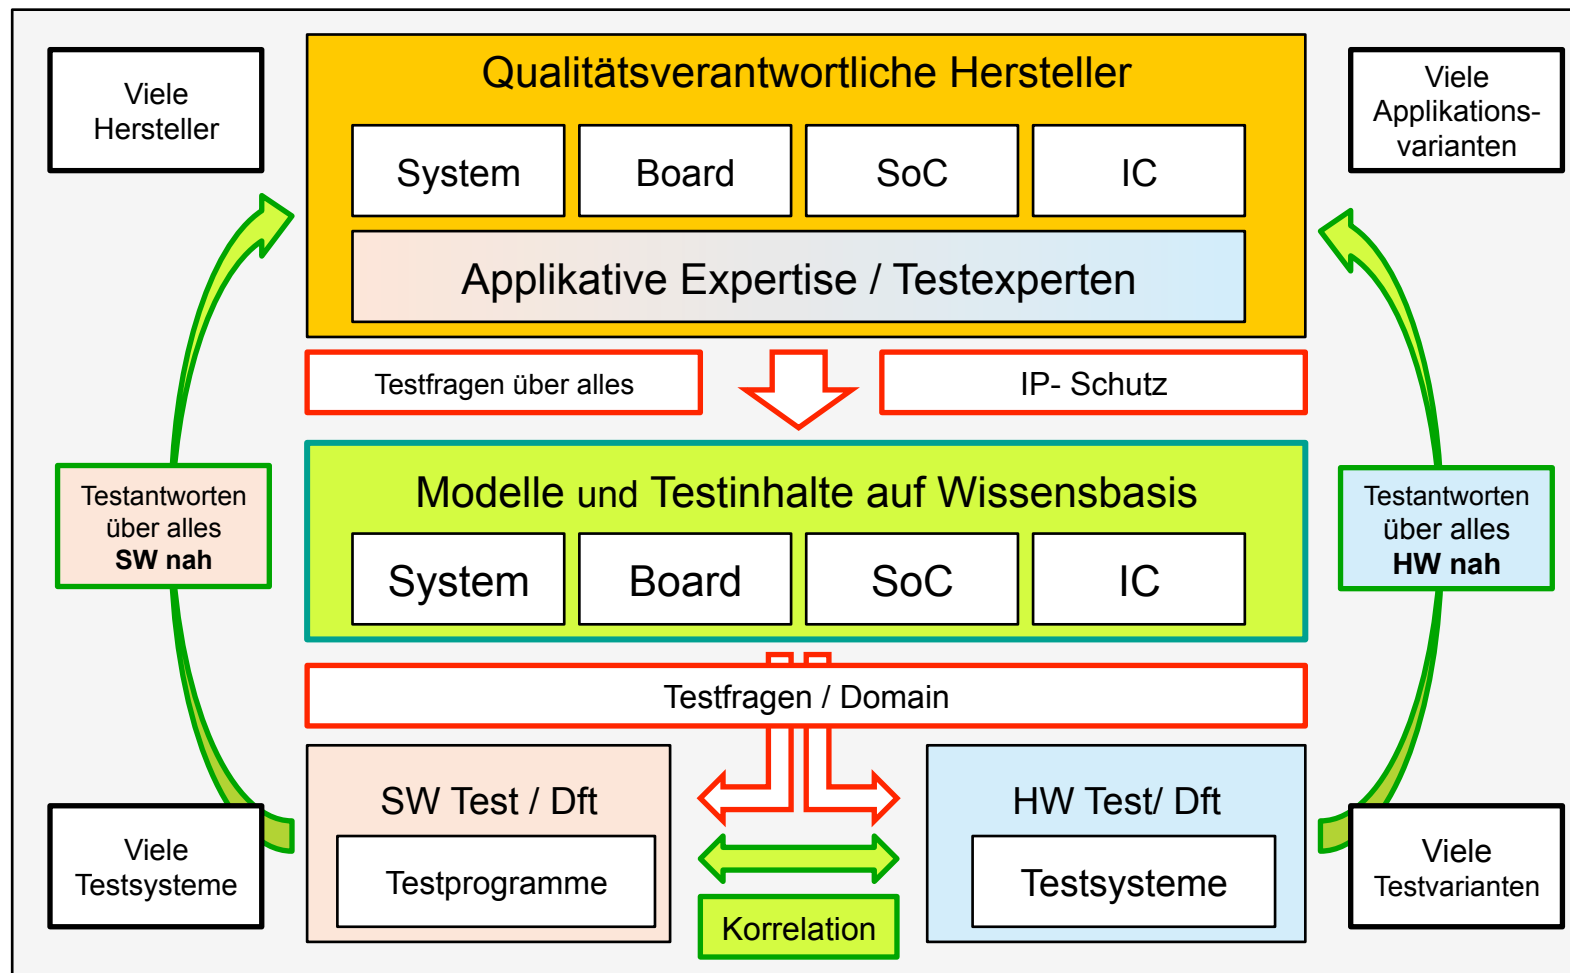 Viele
Hersteller
Qualitätsverantwortliche Hersteller
Viele
Applikations-
varianten
System
Board
SoC
IC
Applikative Expertise / Testexperten
Testfragen über alles
IP- Schutz
Testantworten
über alles
SW nah
Modelle und Testinhalte auf Wissensbasis
System
Board
SoC
IC
Testantworten
über alles
HW nah
Testfragen / Domain
Viele
Testsysteme
SW Test / Dft
Testprogramme
Korrelation
HW Test/ Dft
Testsysteme
Viele
Testvarianten